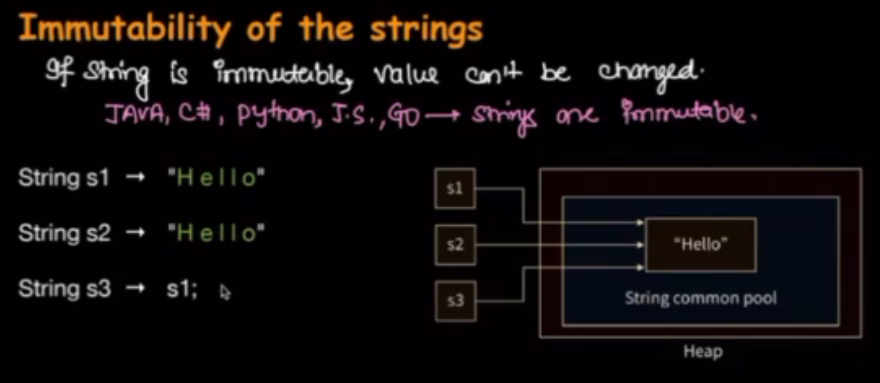 Immutability of the strings
If String is immutable, value can't be changed.
JAVA, C#, Python, J.S., GO → strings are immutable.
String s1 → "Hello"
String s2 → "Hello"
String s3 → s1;
s1
s2
s3
"Hello"
String common pool
Heap